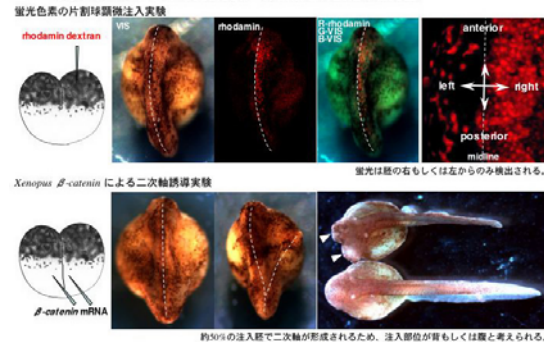 蛍光色素の片割球顕微注入実験
rhodamin dextran
VIS
rhodamin
R-rhodamin
G-VIS
B-VIS
anterior
left
right
posterior
midline
蛍光は胚の右もしくは左からのみ検出される。
Xenopus β-catenin による二次軸誘導実験
β-catenin mRNA
約50%の注入胚で二次軸が形成されるため、注入部位が背もしくは腹と考えられる。